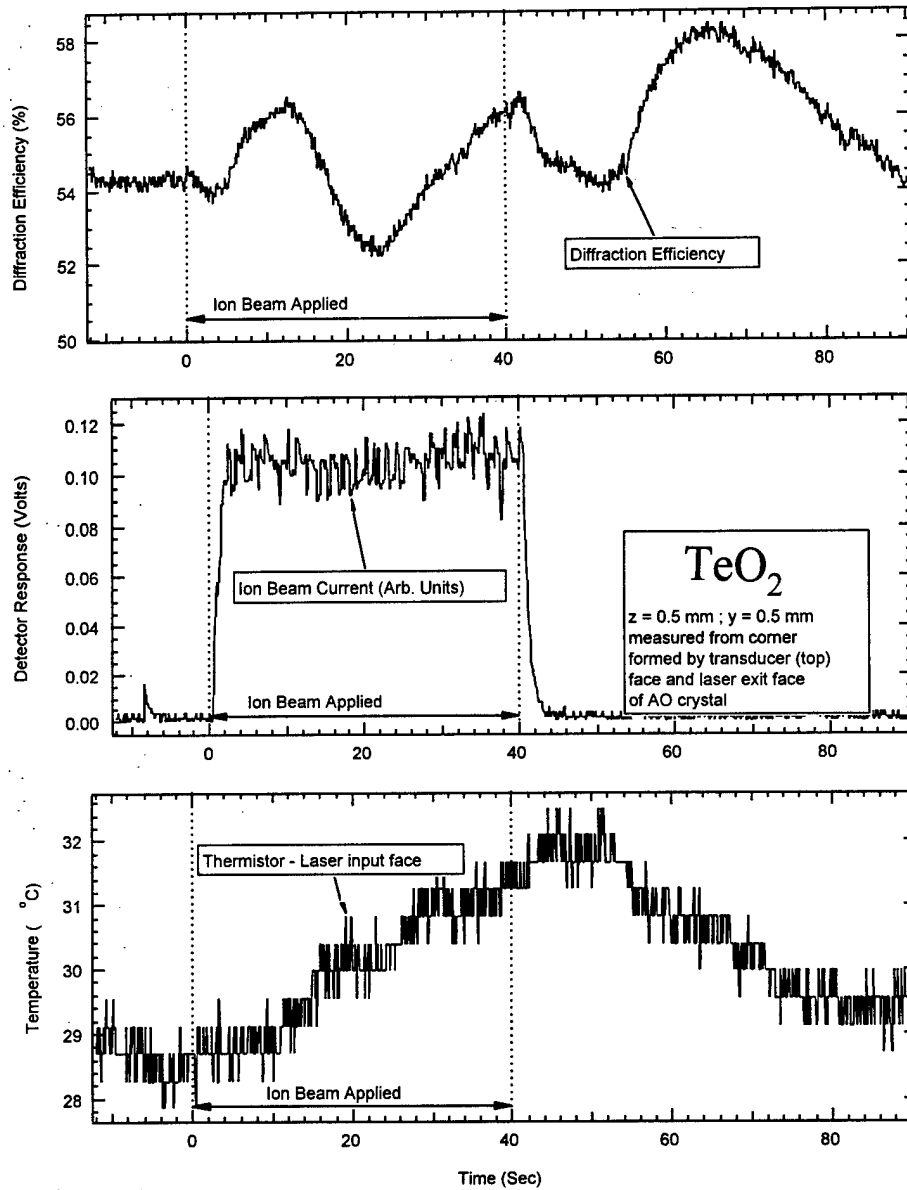 58
56
54
52
50
Diffraction Efficiency (%)
Diffraction Efficiency
Ion Beam Applied
0
20
40
60
80
0.12
0.10
0.08
0.06
0.04
0.02
0.00
Detector Response (Volts)
Ion Beam Current (Arb. Units)
TeO2
z = 0.5 mm ; y = 0.5 mm
measured from corner
formed by transducer (top)
face and laser exit face
of AO crystal
Ion Beam Applied
0
20
40
60
80
32
31
30
29
28
Temperature ( °C)
Thermistor - Laser input face
Ion Beam Applied
0
20
40
60
80
Time (Sec)